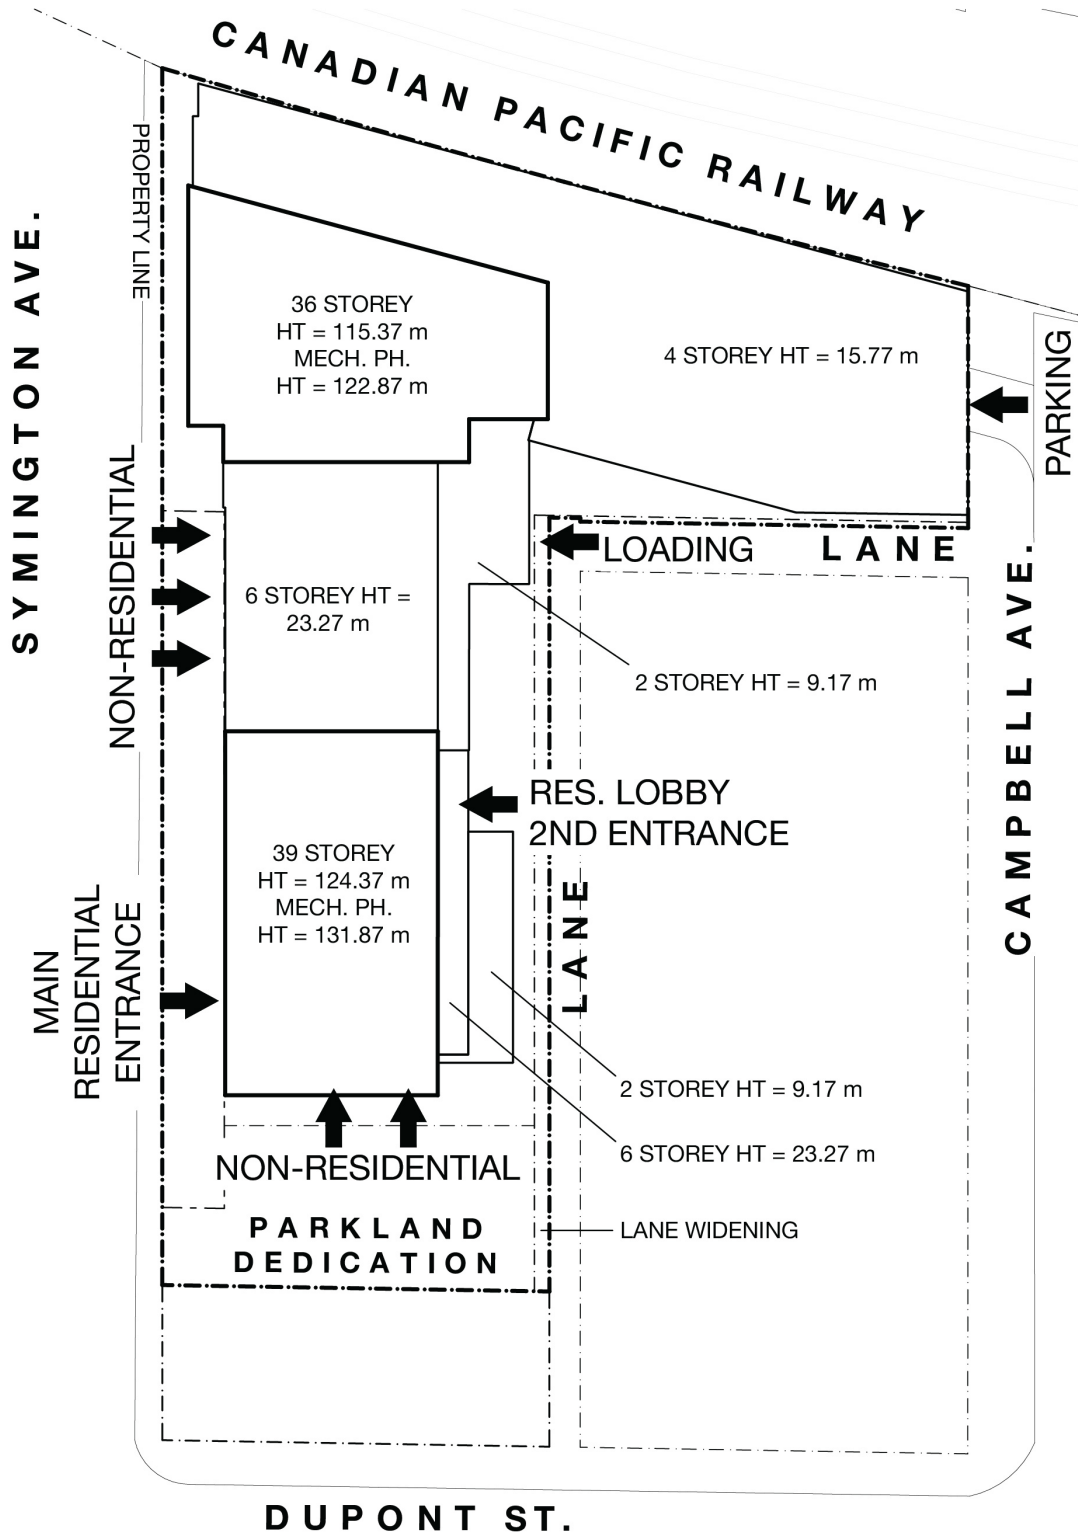 CANADIAN PACIFIC RAILWAY
PROPERTY LINE
SYMINGTON AVE.
36 STOREY
HT = 115.37 m
MECH. PH.
HT = 122.87 m
4 STOREY HT = 15.77 m
PARKING
NON-RESIDENTIAL
LOADING
LANE
6 STOREY HT =
23.27 m
2 STOREY HT = 9.17 m
CAMPBELL AVE.
RES. LOBBY
2ND ENTRANCE
39 STOREY
HT = 124.37 m
MECH. PH.
HT = 131.87 m
LANE
MAIN
RESIDENTIAL
ENTRANCE
2 STOREY HT = 9.17 m
6 STOREY HT = 23.27 m
NON-RESIDENTIAL
PARKLAND
DEDICATION
LANE WIDENING
DUPONT ST.